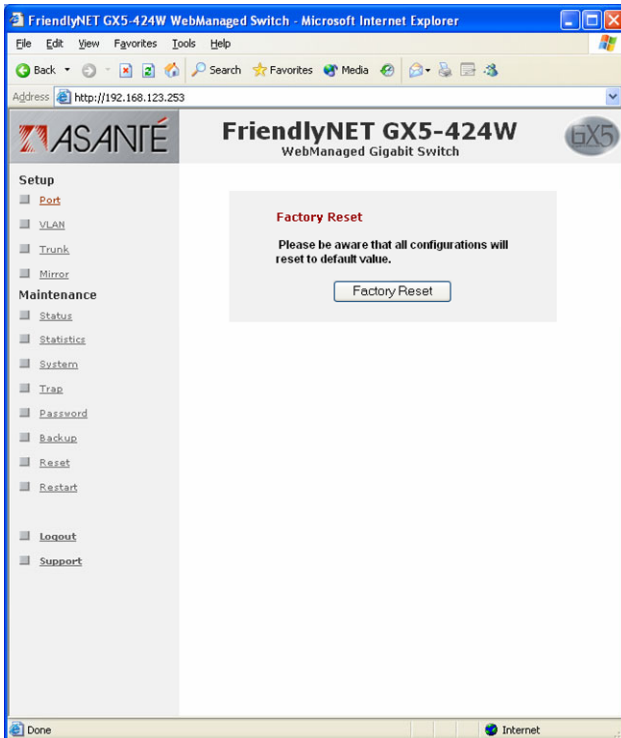 FriendlyNET GX5-424W WebManaged Switch - Microsoft Internet Explorer
File Edit View Favorites Tools Help
Back Search Favorites Media
Address http://192.168.123.253
ASANTÉ
FriendlyNET GX5-424W
WebManaged Gigabit Switch
GX5
Setup
Port
VLAN
Trunk
Mirror
Maintenance
Status
Statistics
System
Trap
Password
Backup
Reset
Restart
Logout
Support
Factory Reset
Please be aware that all configurations will
reset to default value.
Factory Reset
Done Internet